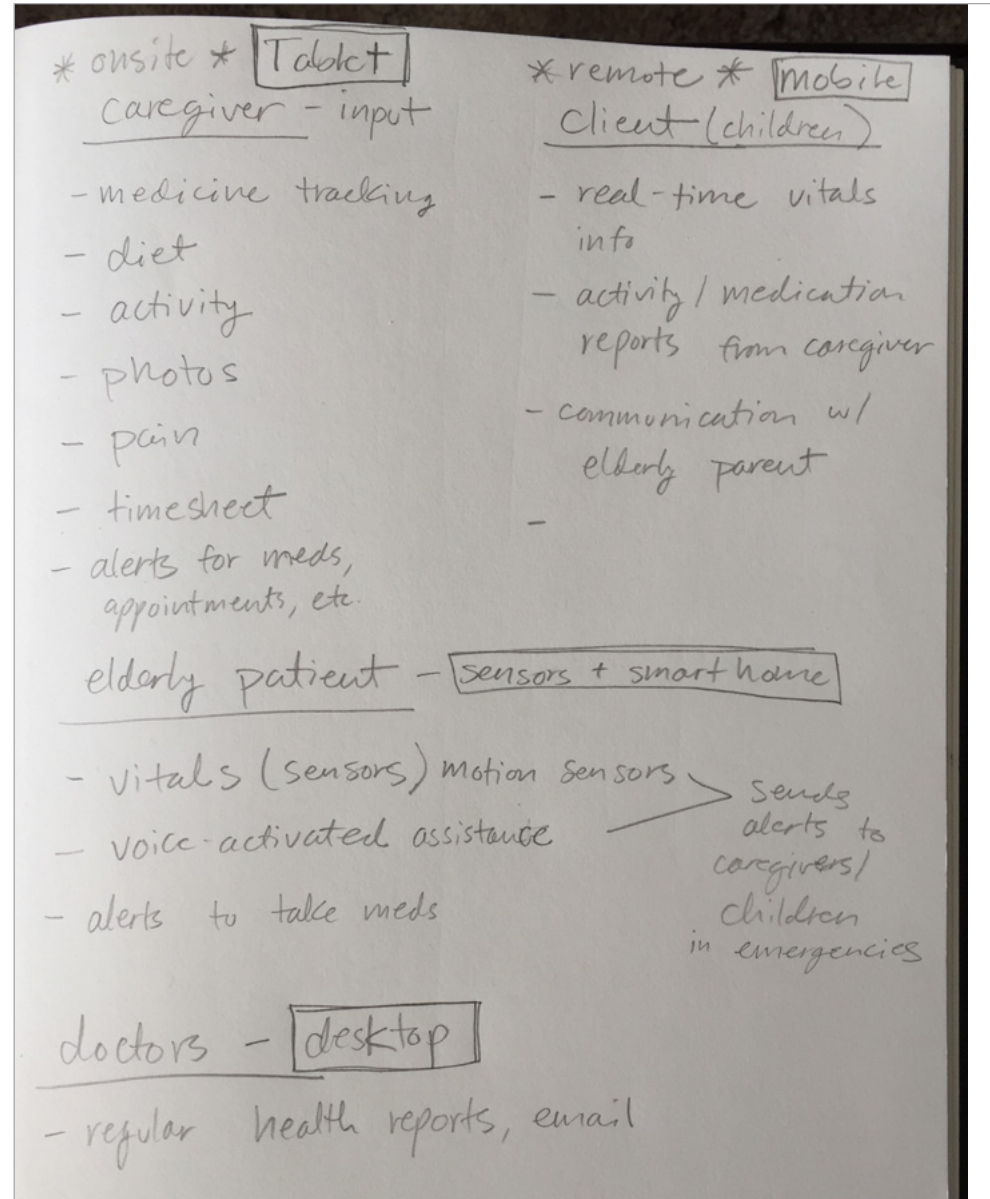 * onsite * Tablet
caregiver - input
- medicine tracking
- diet
- activity
- photos
- pain
- timesheet
- alerts for meds,
appointments, etc.
* remote * mobile
client (children)
- real-time vitals
info
- activity / medication
reports from caregiver
- communication w/
elderly parent
-
elderly patient - sensors + smart home
- vitals (sensors) motion sensors
- voice-activated assistance
- alerts to take meds
sends
alerts to
caregivers/
children
in emergencies
doctors - desktop
- regular health reports, email